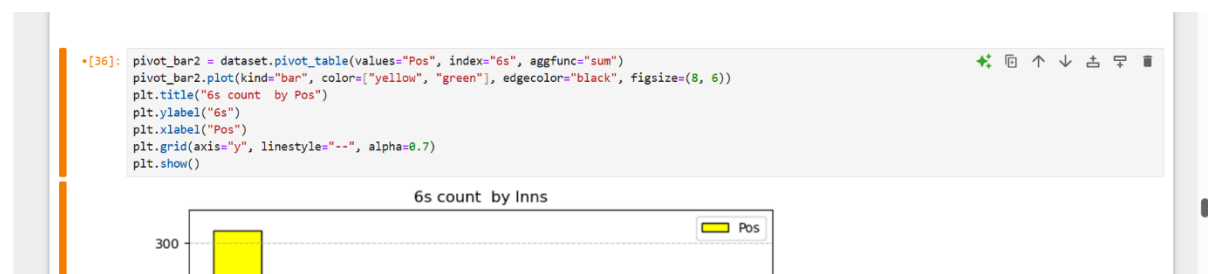 •[36]: pivot_bar2 = dataset.pivot_table(values="Pos", index="6s", aggfunc="sum")
pivot_bar2.plot(kind="bar", color=["yellow", "green"], edgecolor="black", figsize=(8, 6))
plt.title("6s count  by Pos")
plt.ylabel("6s")
plt.xlabel("Pos")
plt.grid(axis="y", linestyle="--", alpha=0.7)
plt.show()
6s count  by Inns
Pos
300